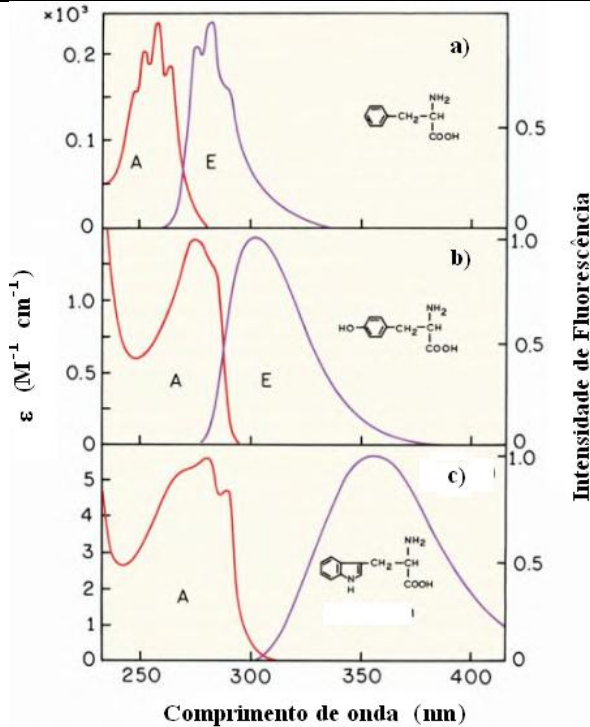 ×10³
a)
0.2
NH₂
CH₂—CH
COOH
0.5
0.1
A
E
0
0
b)
1.0
1.0
NH₂
HO
CH₂—CH
COOH
0.5
0.5
A
E
0
0
c)
1.0
5
4
NH₂
CH₂—CH
COOH
N
H
0.5
3
2
A
1
0
0
250
300
350
400
Comprimento de onda (nm)
ε (M⁻¹ cm⁻¹)
Intensidade de Fluorescência